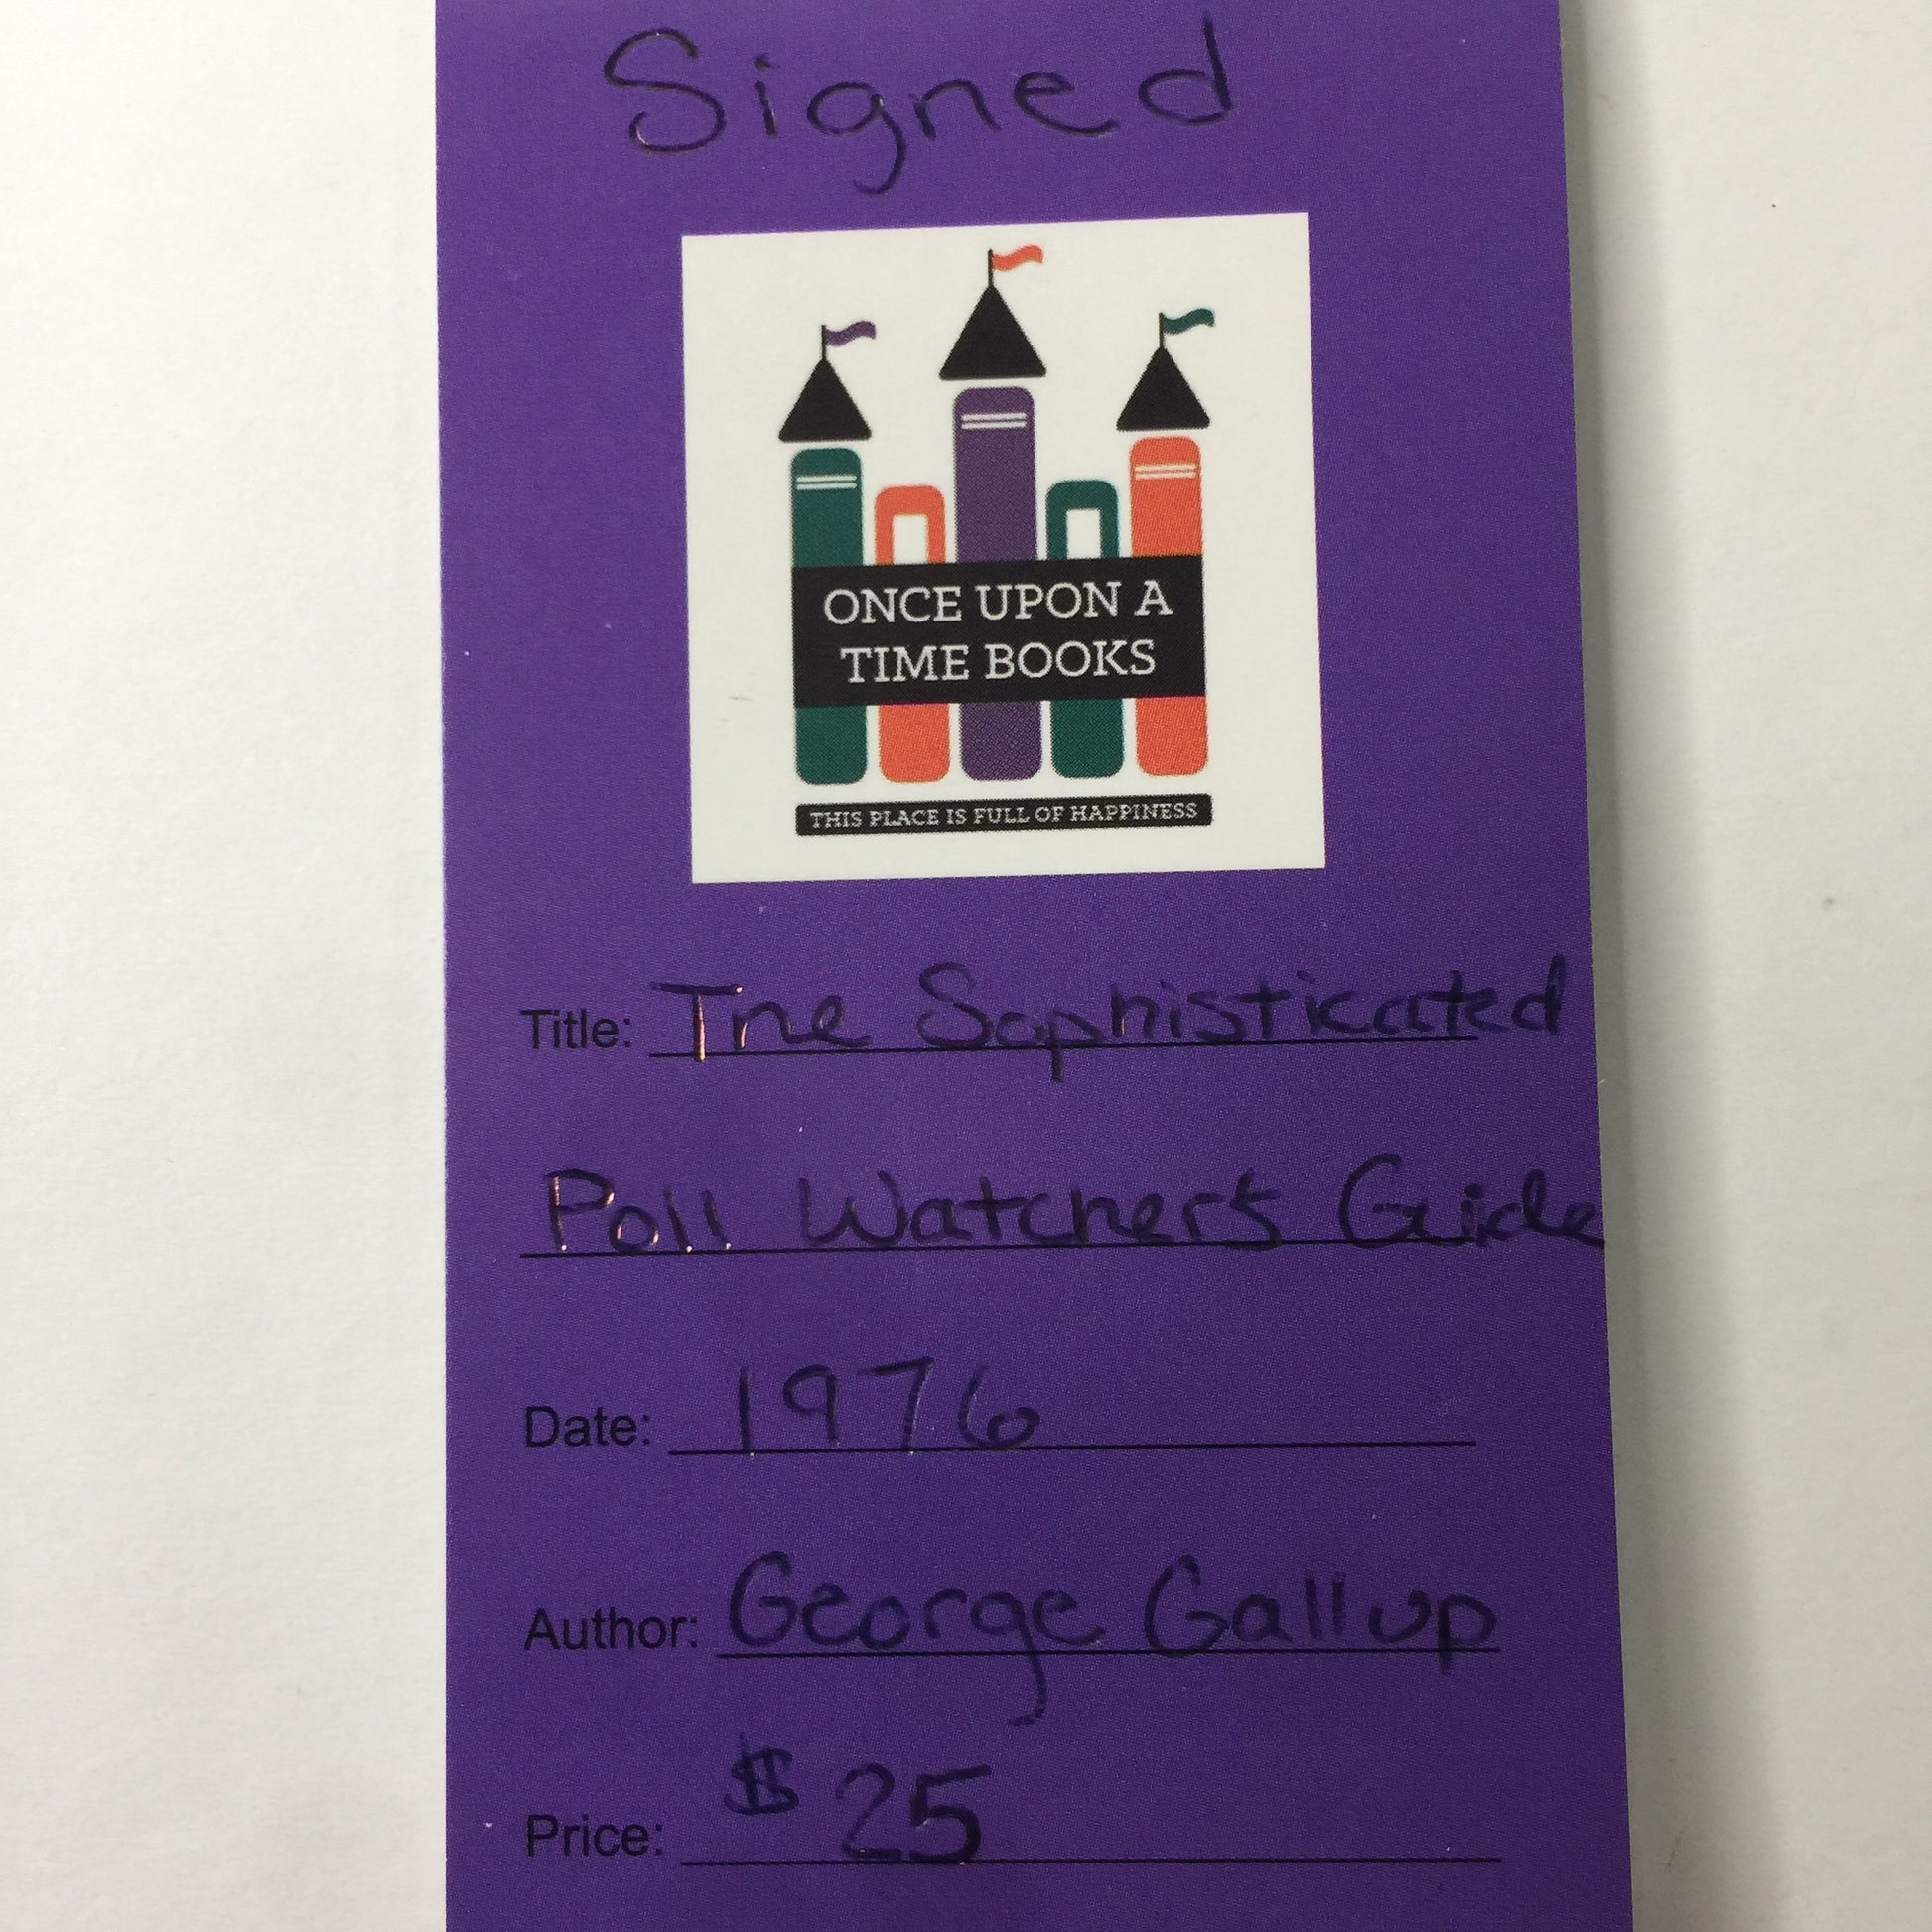 Signed
ONCE UPON A
TIME BOOKS
THIS PLACE IS FULL OF HAPPINESS
Title: The Sophisticated
Poll Watchers Guide
Date: 1976
Author: George Gallup
Price: $25